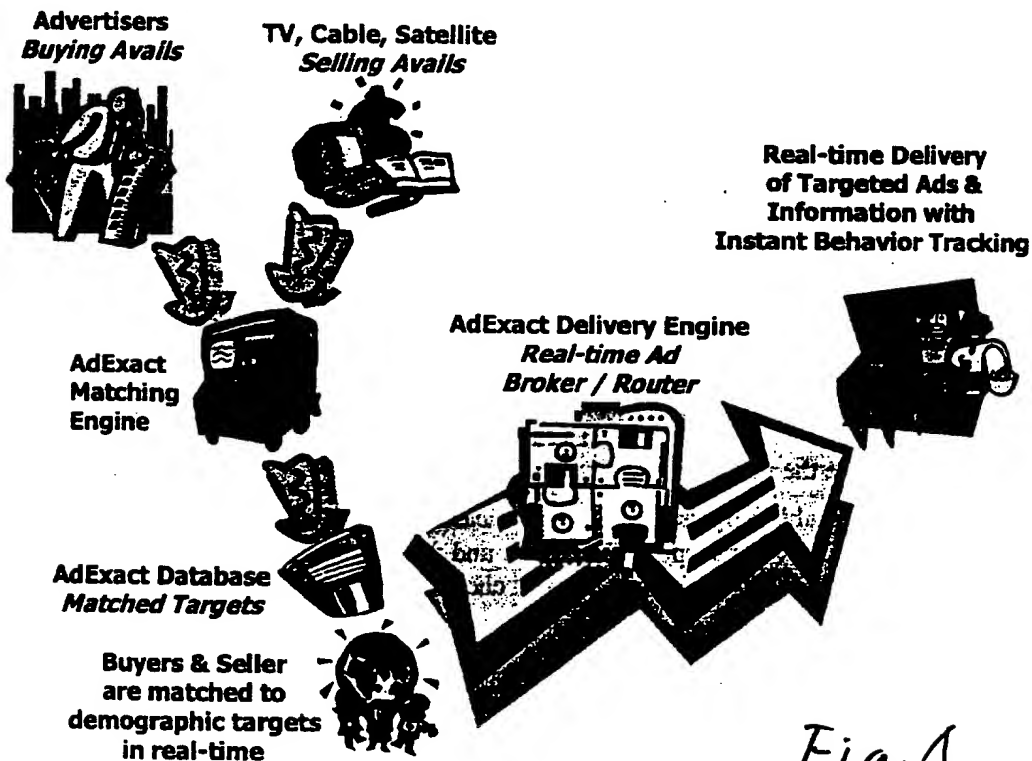 Advertisers
Buying Avails
TV, Cable, Satellite
Selling Avails
Real-time Delivery
of Targeted Ads &
Information with
Instant Behavior Tracking
AdExact Delivery Engine
Real-time Ad
Broker / Router
AdExact
Matching
Engine
AdExact Database
Matched Targets
Buyers & Seller
are matched to
demographic targets
in real-time
Fig. 1